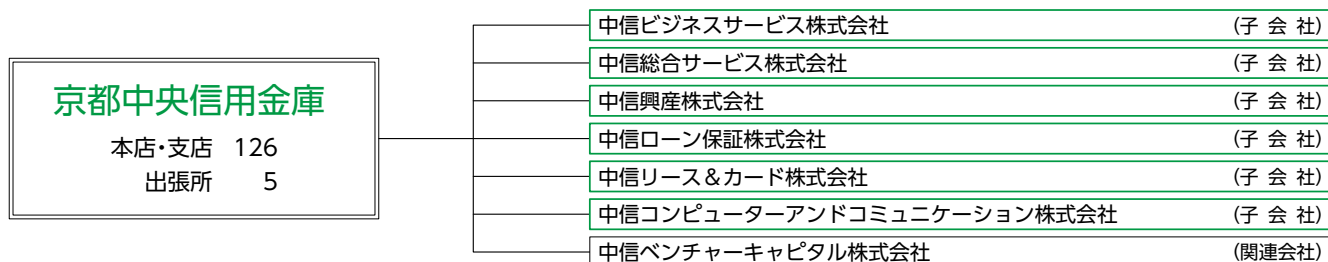 京都中央信用金庫
本店・支店 126
出張所 5
中信ビジネスサービス株式会社 (子会社)
中信総合サービス株式会社 (子会社)
中信興産株式会社 (子会社)
中信ローン保証株式会社 (子会社)
中信リース&カード株式会社 (子会社)
中信コンピューターアンドコミュニケーション株式会社 (子会社)
中信ベンチャーキャピタル株式会社 (関連会社)